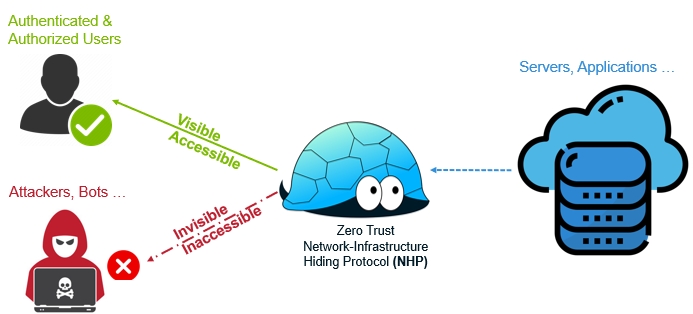 Authenticated &
Authorized Users
Servers, Applications ...
Visible
Accessible
Attackers, Bots ...
Invisible
Inaccessible
Zero Trust
Network-Infrastructure
Hiding Protocol (NHP)